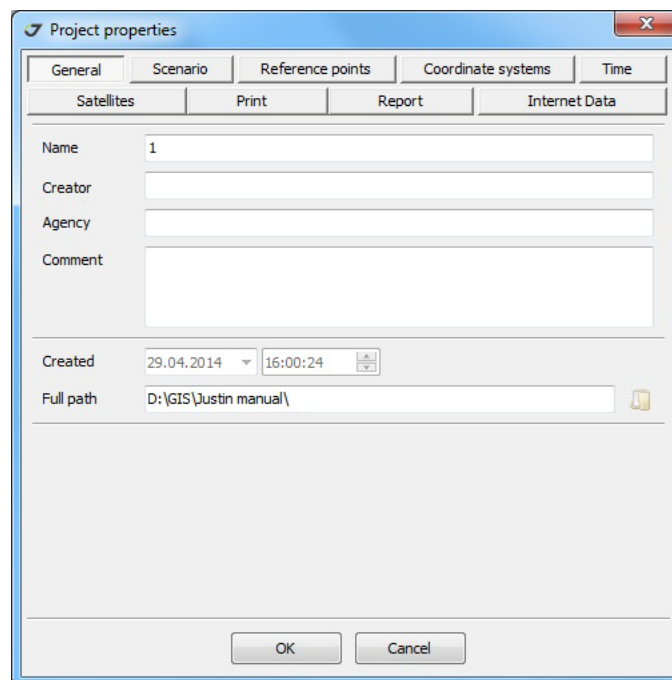 Project properties
General Scenario Reference points Coordinate systems Time
Satellites Print Report Internet Data
Name 1
Creator
Agency
Comment
Created 29.04.2014 16:00:24
Full path D:\GIS\Justin manual\
OK Cancel